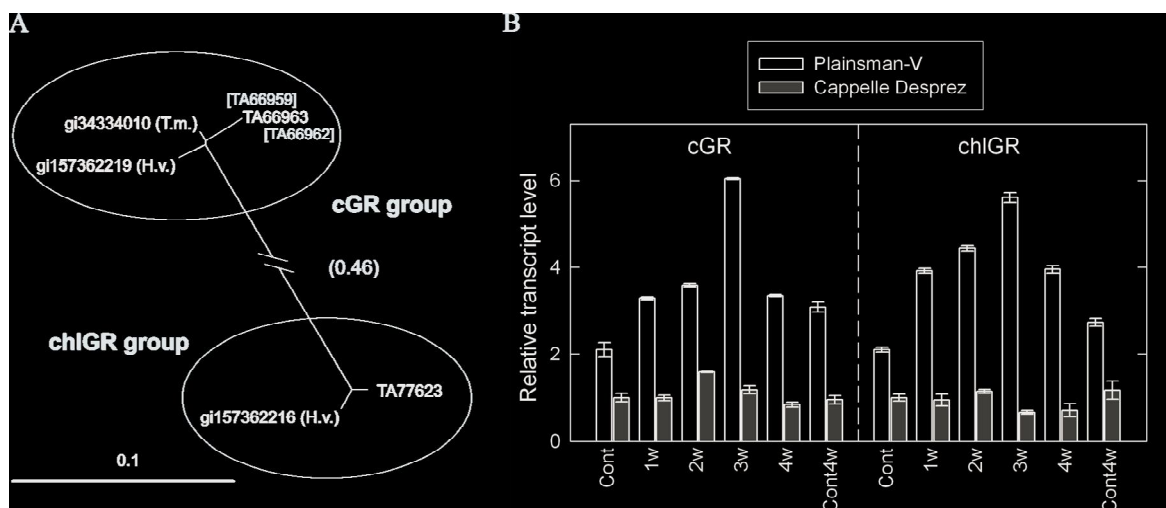 A
[TA66959]
gi34334010 (T.m.)
TA66963
[TA66962]
gi157362219 (H.v.)
cGR group
(0.46)
chlGR group
TA77623
gi157362216 (H.v.)
0.1
B
Plainsman-V
Cappelle Desprez
cGR
chlGR
Relative transcript level
6
4
2
0
Cont
1w
2w
3w
4w
Cont4w
Cont
1w
2w
3w
4w
Cont4w